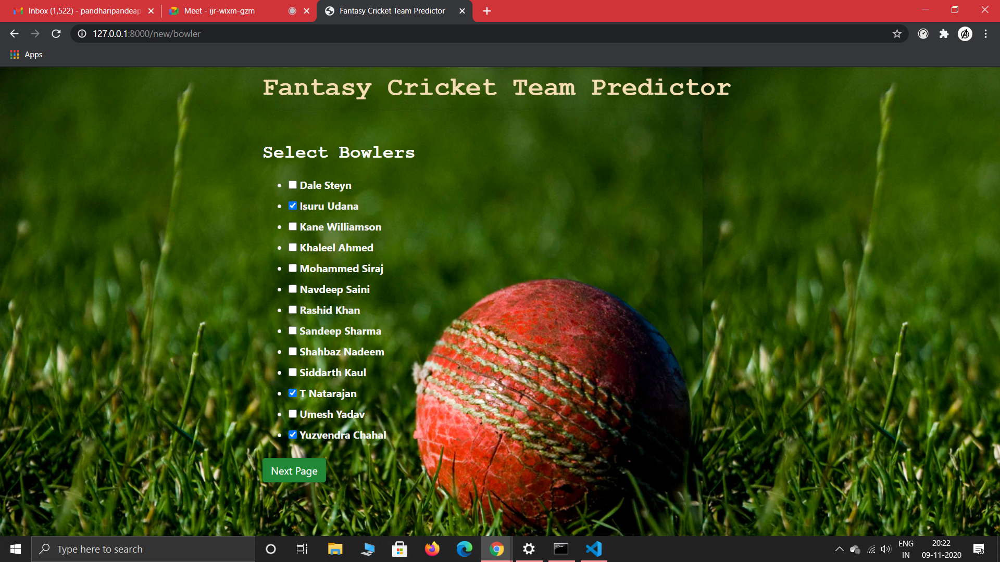 Inbox (1,522) - pandharipandeap
Meet - ijr-wixm-gzm
Fantasy Cricket Team Predictor
127.0.0.1:8000/new/bowler
Apps
Fantasy Cricket Team Predictor
Select Bowlers
Dale Steyn
Isuru Udana
Kane Williamson
Khaleel Ahmed
Mohammed Siraj
Navdeep Saini
Rashid Khan
Sandeep Sharma
Shahbaz Nadeem
Siddarth Kaul
T Natarajan
Umesh Yadav
Yuzvendra Chahal
Next Page
Type here to search
ENG
IN
20:22
09-11-2020